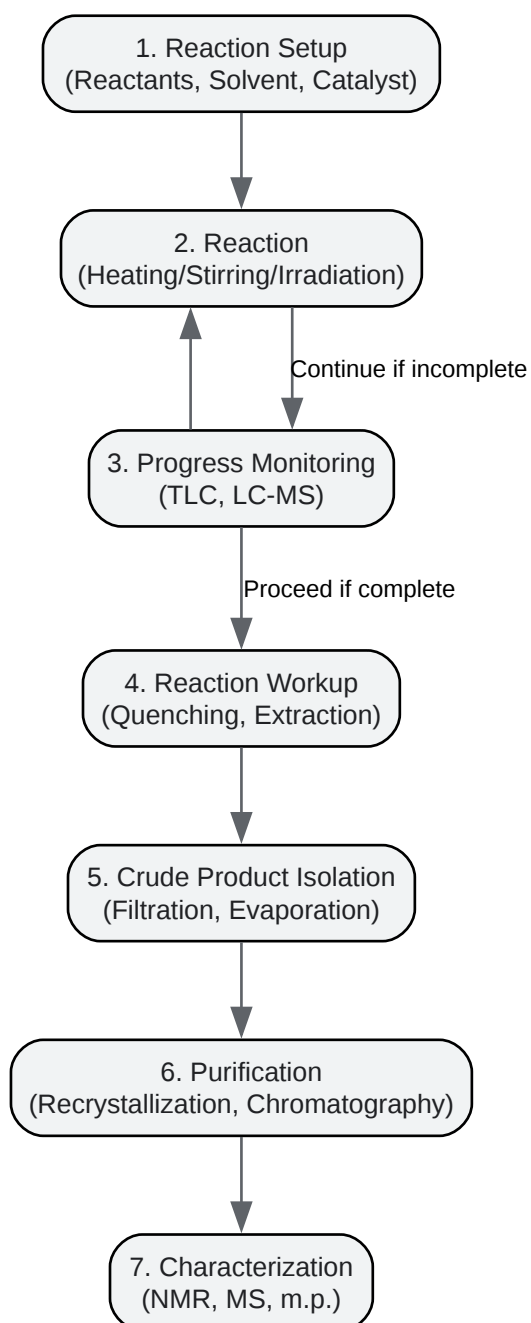 1. Reaction Setup
(Reactants, Solvent, Catalyst)
2. Reaction
(Heating/Stirring/Irradiation)
Continue if incomplete
3. Progress Monitoring
(TLC, LC-MS)
Proceed if complete
4. Reaction Workup
(Quenching, Extraction)
5. Crude Product Isolation
(Filtration, Evaporation)
6. Purification
(Recrystallization, Chromatography)
7. Characterization
(NMR, MS, m.p.)